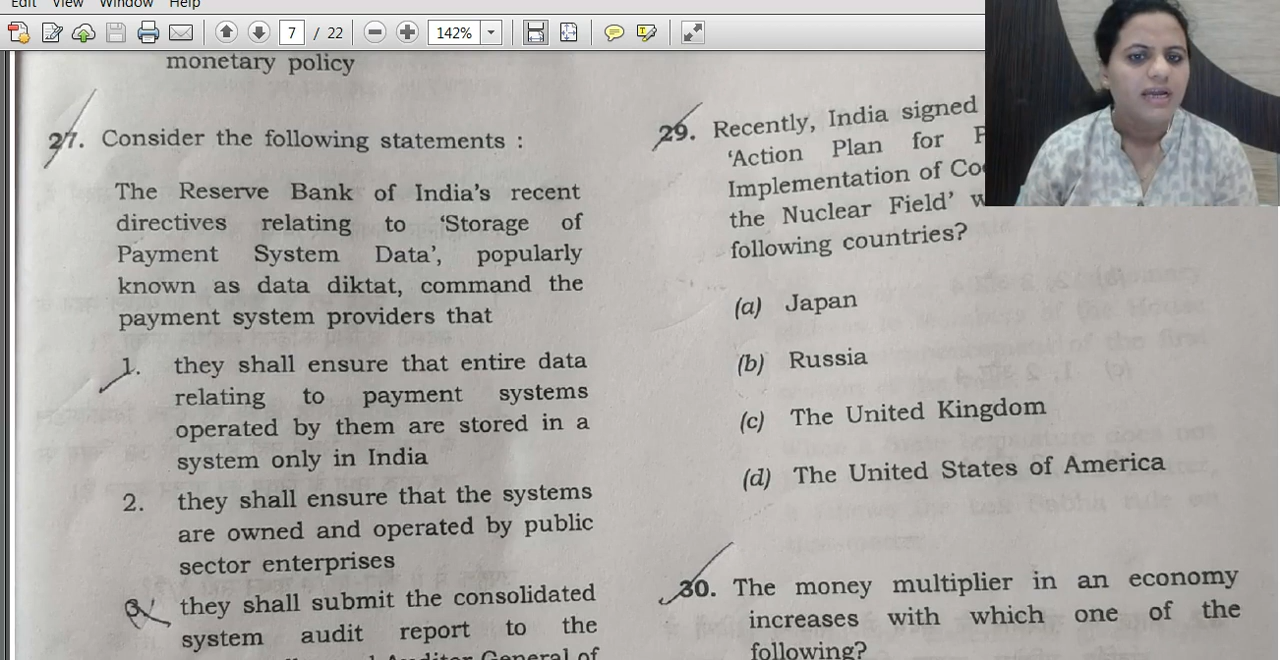 Edit View Window Help
7 / 22
142%
monetary policy
27. Consider the following statements :
The Reserve Bank of India's recent
directives relating to 'Storage of
Payment System Data', popularly
known as data diktat, command the
payment system providers that
1. they shall ensure that entire data
relating to payment systems
operated by them are stored in a
system only in India
2. they shall ensure that the systems
are owned and operated by public
sector enterprises
3. they shall submit the consolidated
system audit report to the
General of
29. Recently, India signed
'Action Plan for
Implementation of
the Nuclear Field'
following countries?
(a) Japan
(b) Russia
(c) The United Kingdom
(d) The United States of America
30. The money multiplier in an economy
increases with which one of the
following?